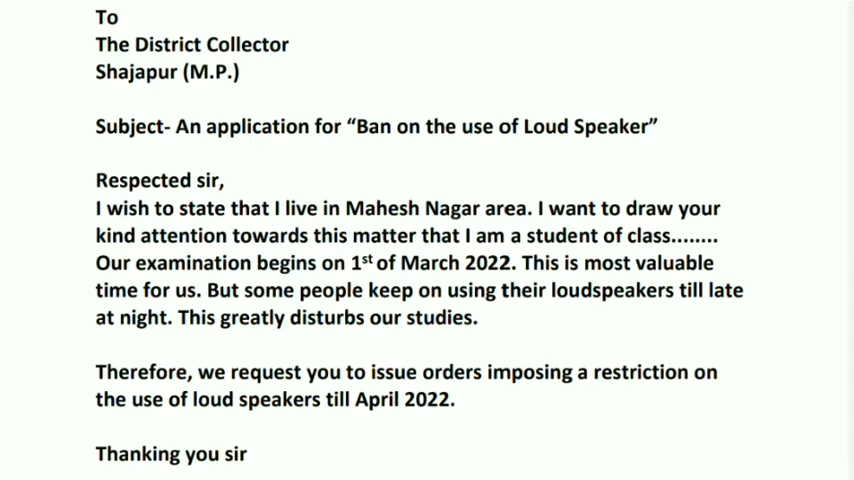 To
The District Collector
Shajapur (M.P.)
Subject- An application for “Ban on the use of Loud Speaker”
Respected sir,
I wish to state that I live in Mahesh Nagar area. I want to draw your
kind attention towards this matter that I am a student of class........
Our examination begins on 1st of March 2022. This is most valuable
time for us. But some people keep on using their loudspeakers till late
at night. This greatly disturbs our studies.
Therefore, we request you to issue orders imposing a restriction on
the use of loud speakers till April 2022.
Thanking you sir